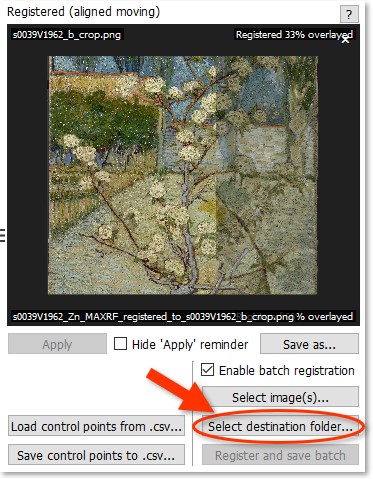 Registered (aligned moving)
?
s0039V1962_b_crop.png
Registered 33% overlayed
x
s0039V1962_Zn_MAXRF_registered_to_s0039V1962_b_crop.png % overlayed
Apply
Hide 'Apply' reminder
Save as...
Enable batch registration
Select image(s)...
Load control points from .csv...
Select destination folder...
Save control points to .csv...
Register and save batch